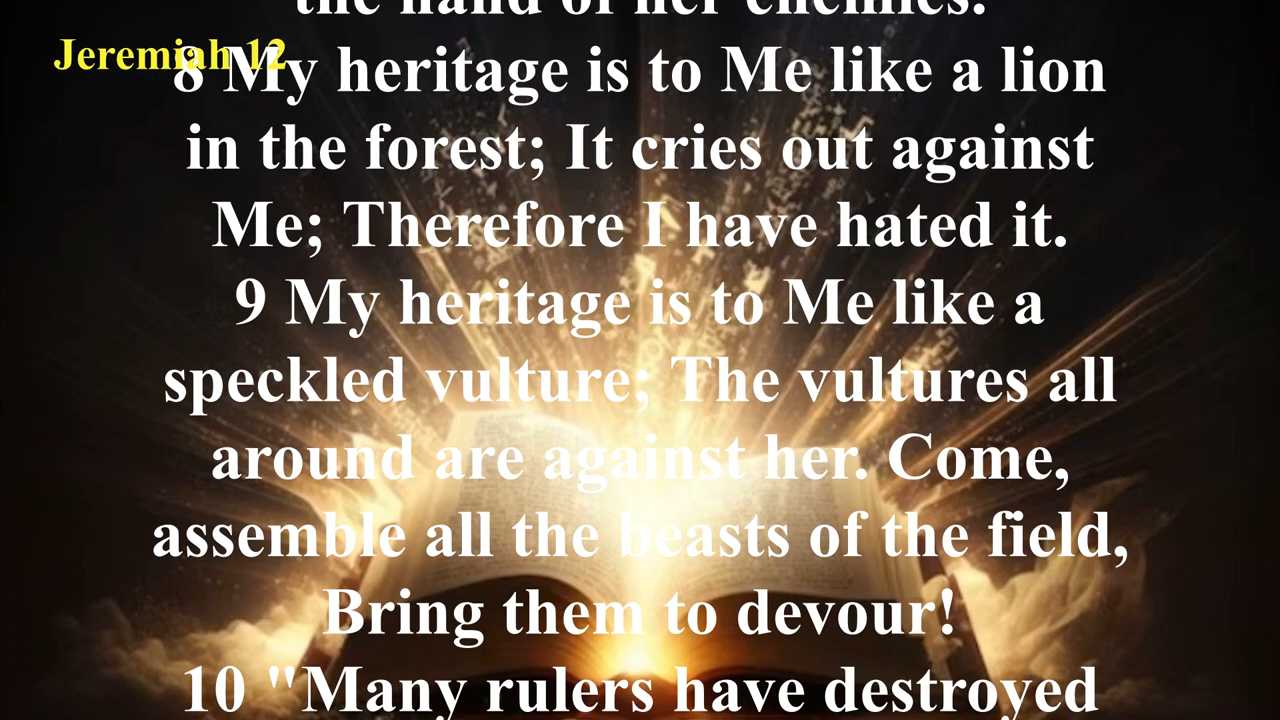 the hand of her enemies.
Jeremiah 12
8 My heritage is to Me like a lion
in the forest; It cries out against
Me; Therefore I have hated it.
9 My heritage is to Me like a
speckled vulture; The vultures all
around are against her. Come,
assemble all the beasts of the field,
Bring them to devour!
10 "Many rulers have destroyed